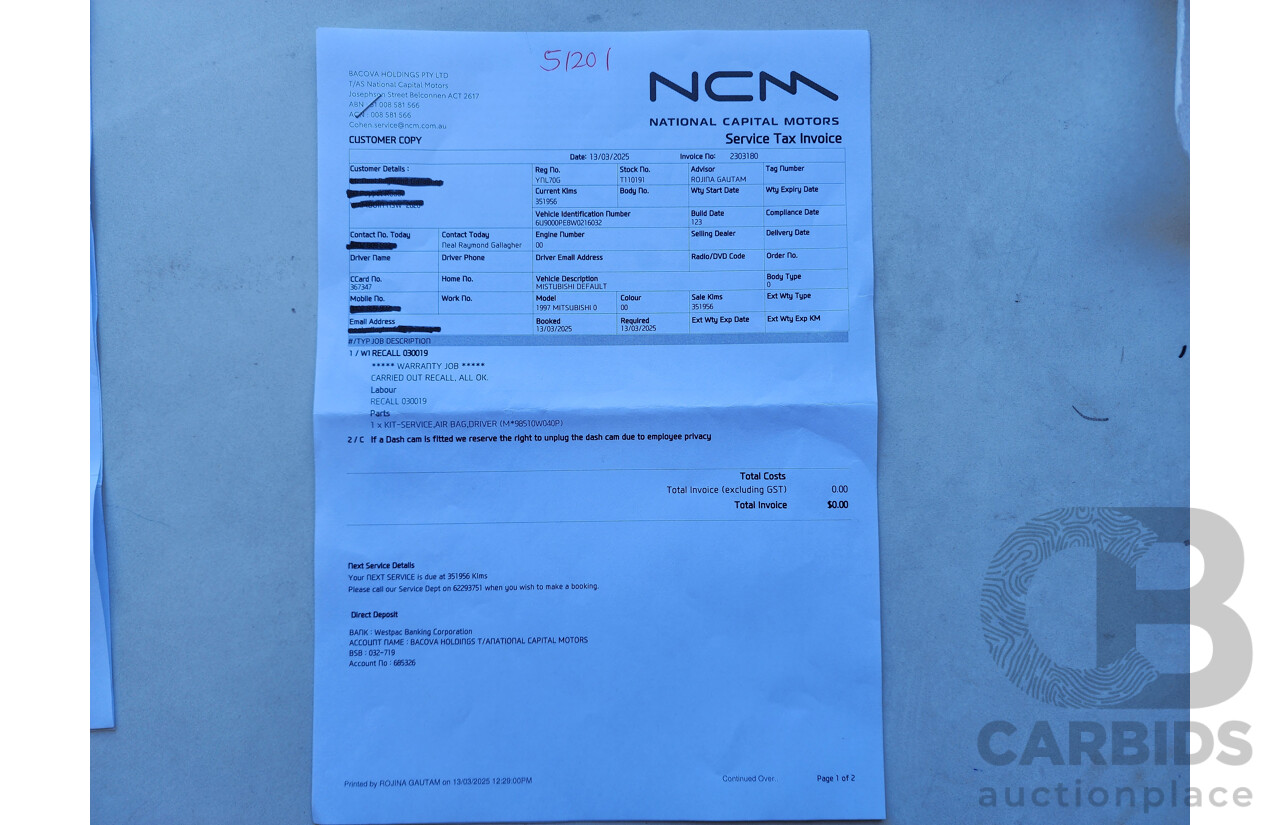 51201
BACOVA HOLDINGS PTY LTD
T/AS National Capital Motors
Josephson Street Belconnen ACT 2617
ABN : 008 581 566
ACN : 008 581 566
Cohen.service@ncm.com.au
CUSTOMER COPY
NCM
NATIONAL CAPITAL MOTORS
Service Tax Invoice
Date: 13/03/2025 Invoice No: 2303180
Customer Details : Reg No. Stock No. Advisor Tag Number
YNL70G T110191 ROJINA GAUTAM
Current Klms Body No. Wty Start Date Wty Expiry Date
351956
Vehicle Identification Number Build Date Compliance Date
6U9000PEBW0216032 123
Contact No. Today Contact Today Engine Number Selling Dealer Delivery Date
Neal Raymond Gallagher 00
Driver Name Driver Phone Driver Email Address Radio/DVD Code Order No.
CCard No. Home No. Vehicle Description Body Type
367347 MISTUBISHI DEFAULT 0
Mobile No. Work No. Model Colour Sale Klms Ext Wty Type
1997 MITSUBISHI 0 00 351956
Email Address Booked Required Ext Wty Exp Date Ext Wty Exp KM
13/03/2025 13/03/2025
#/TYP JOB DESCRIPTION
1 / W1 RECALL 030019
***** WARRANTY JOB *****
CARRIED OUT RECALL, ALL OK.
Labour
RECALL 030019
Parts
1 x KIT-SERVICE,AIR BAG,DRIVER (M*98510W040P)
2 / C If a Dash cam is fitted we reserve the right to unplug the dash cam due to employee privacy
Total Costs
Total Invoice (excluding GST) 0.00
Total Invoice $0.00
Next Service Details
Your NEXT SERVICE is due at 351956 Klms
Please call our Service Dept on 62293751 when you wish to make a booking.
Direct Deposit
BANK : Westpac Banking Corporation
ACCOUNT NAME : BACOVA HOLDINGS T/ANATIONAL CAPITAL MOTORS
BSB : 032-719
Account No : 685326
Printed by ROJINA GAUTAM on 13/03/2025 12:29:00PM
Continued Over.. Page 1 of 2
CB
CARBIDS
auctionplace